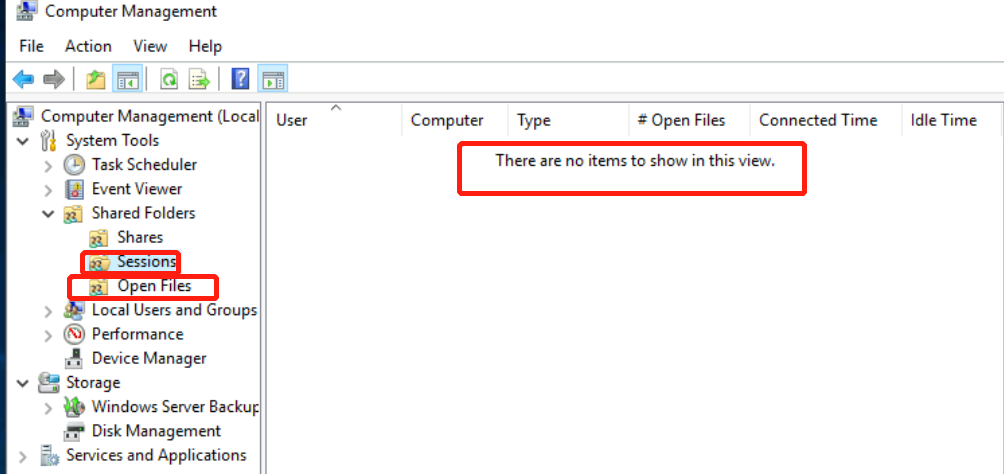 Computer Management
File Action View Help
Computer Management (Local
System Tools
Task Scheduler
Event Viewer
Shared Folders
Shares
Sessions
Open Files
Local Users and Groups
Performance
Device Manager
Storage
Windows Server Backup
Disk Management
Services and Applications
User Computer Type # Open Files Connected Time Idle Time
There are no items to show in this view.